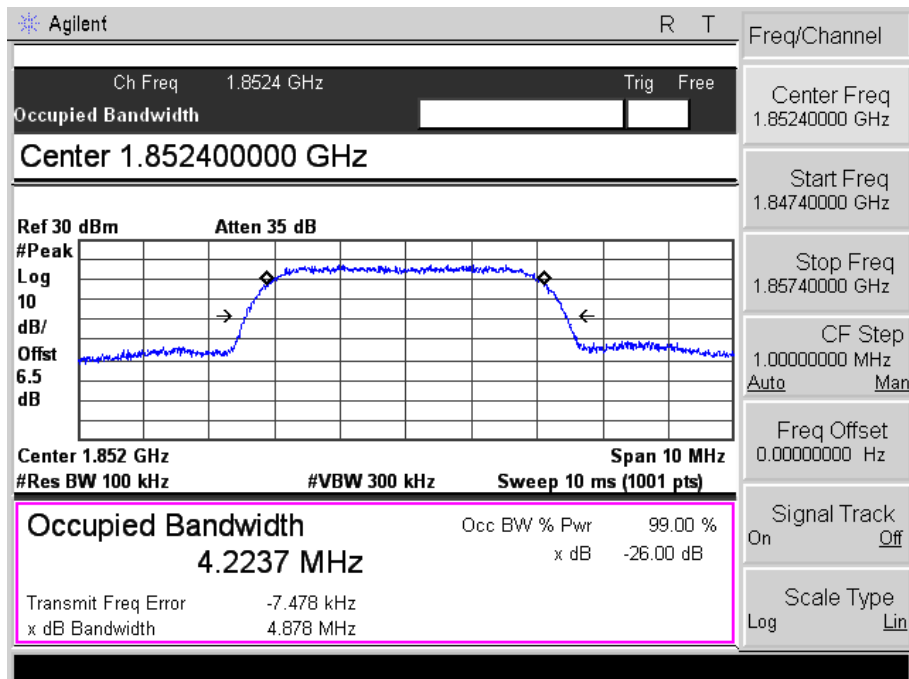 Agilent R T
Ch Freq 1.8524 GHz Trig Free
Occupied Bandwidth
Center 1.852400000 GHz
Ref 30 dBm Atten 35 dB
#Peak
Log
10
dB/
Offst
6.5
dB
Center 1.852 GHz Span 10 MHz
#Res BW 100 kHz #VBW 300 kHz Sweep 10 ms (1001 pts)
Occupied Bandwidth
4.2237 MHz
Occ BW % Pwr 99.00 %
x dB -26.00 dB
Transmit Freq Error -7.478 kHz
x dB Bandwidth 4.878 MHz
Freq/Channel
Center Freq
1.85240000 GHz
Start Freq
1.84740000 GHz
Stop Freq
1.85740000 GHz
CF Step
1.00000000 MHz
Auto Man
Freq Offset
0.00000000 Hz
Signal Track
On Off
Scale Type
Log Lin